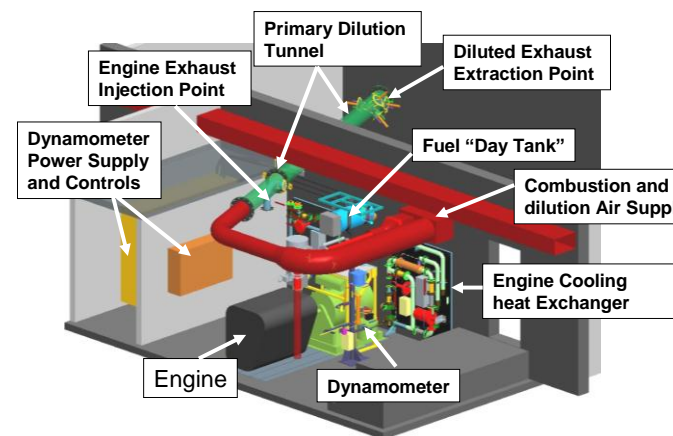 Primary Dilution
Tunnel
Engine Exhaust
Injection Point
Diluted Exhaust
Extraction Point
Dynamometer
Power Supply
and Controls
Fuel “Day Tank”
Combustion and
dilution Air Suppl
Engine Cooling
heat Exchanger
Engine
Dynamometer